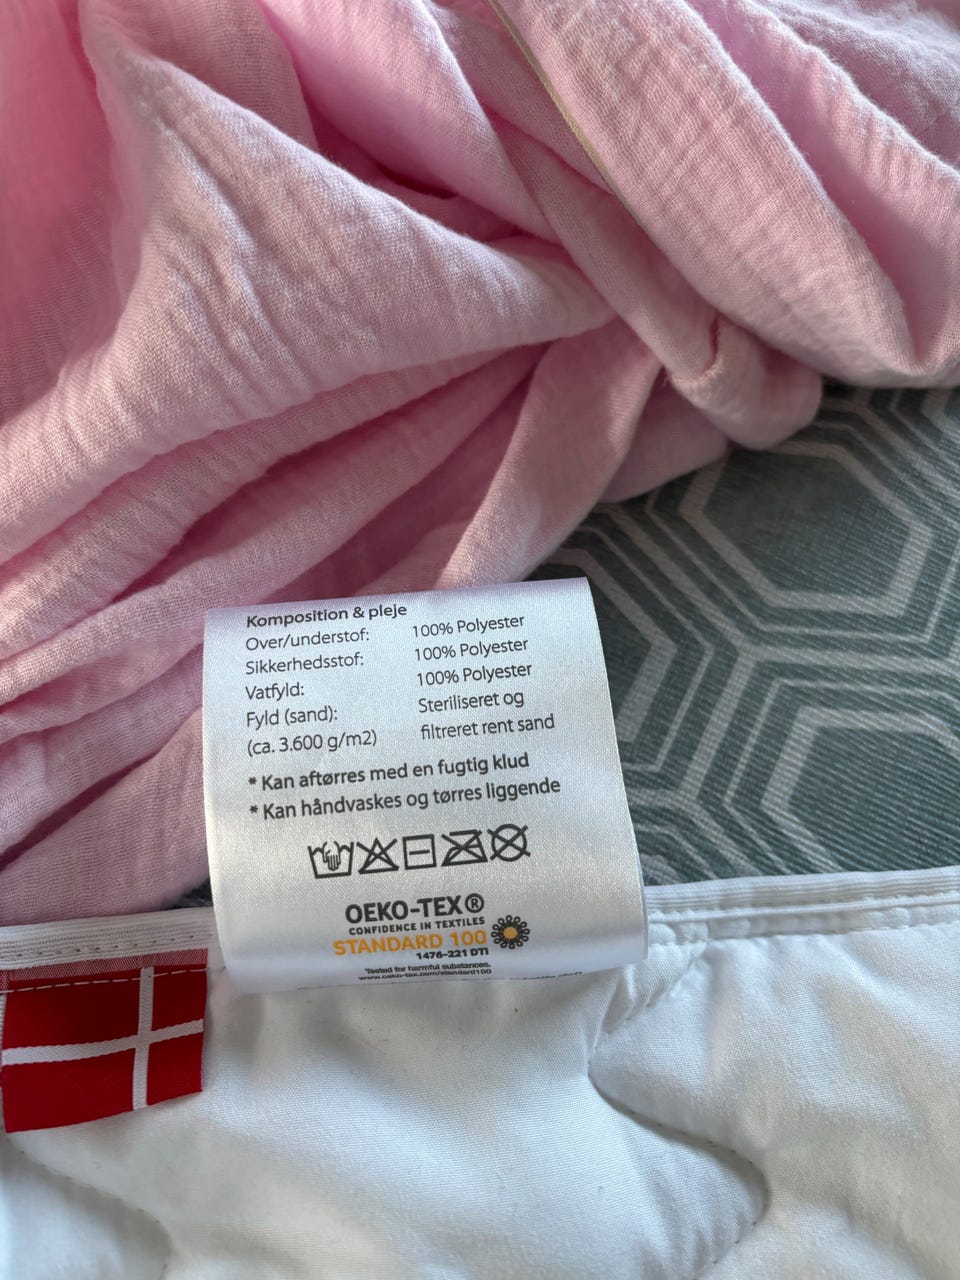 Komposition & pleje
Over/understof: 100% Polyester
Sikkerhedsstof: 100% Polyester
Vatfyld: 100% Polyester
Fyld (sand): Steriliseret og
(ca. 3.600 g/m2) filtreret rent sand
* Kan aftørres med en fugtig klud
* Kan håndvaskes og tørres liggende
OEKO-TEX®
CONFIDENCE IN TEXTILES
STANDARD 100
1476-221 DTI
Tested for harmful substances.
www.oeko-tex.com/standard100